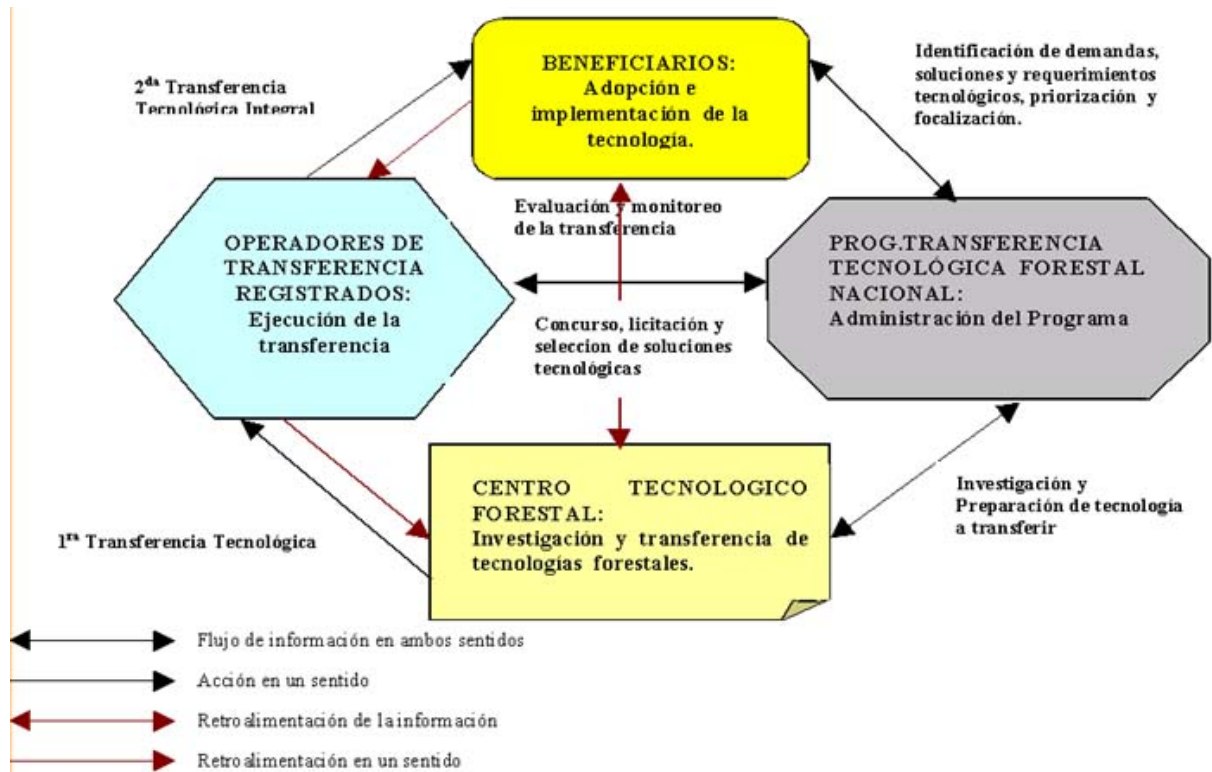 2da Transferencia
Tecnológica Integral
BENEFICIARIOS:
Adopción e
implementación de la
tecnología.
Identificación de demandas,
soluciones y requerimientos
tecnológicos, priorización y
focalización.
OPERADORES DE
TRANSFERENCIA
REGISTRADOS:
Ejecución de la
transferencia
Evaluación y monitoreo
de la transferencia
PROG.TRANSFERENCIA
TECNOLÓGICA FORESTAL
NACIONAL:
Administración del Programa
Concurso, licitación y
seleccion de soluciones
tecnológicas
1ra Transferencia Tecnológica
CENTRO TECNOLOGICO
FORESTAL:
Investigación y transferencia de
tecnologías forestales.
Investigación y
Preparación de tecnología
a transferir
Flujo de información en ambos sentidos
Acción en un sentido
Retroalimentación de la información
Retroalimentación en un sentido